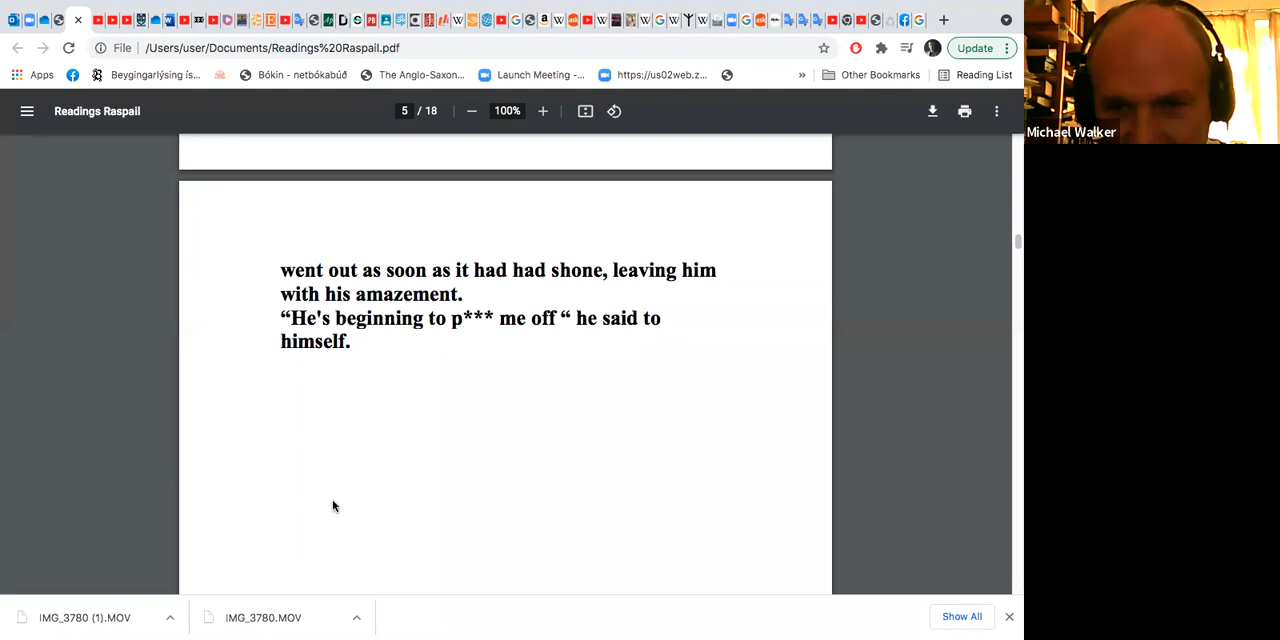 File | /Users/user/Documents/Readings%20Raspail.pdf
Update
Apps
Beygingarlýsing ís...
Bókin - netbókabúð
The Anglo-Saxon...
Launch Meeting -...
https://us02web.z...
»
Other Bookmarks
Reading List
Readings Raspail
5 / 18
100%
Michael Walker
went out as soon as it had had shone, leaving him
with his amazement.
“He's beginning to p*** me off “ he said to
himself.
IMG_3780 (1).MOV
IMG_3780.MOV
Show All